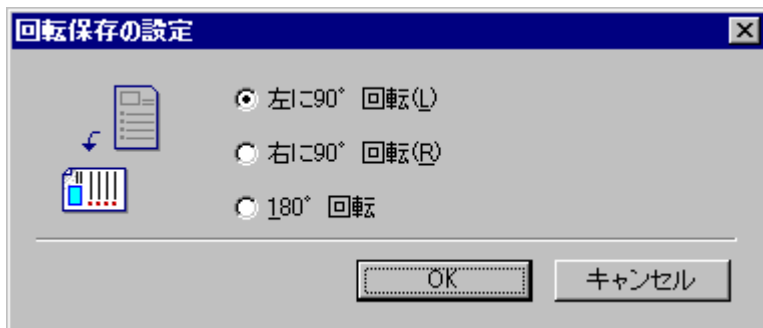 回転保存の設定
左に90° 回転(L)
右に90° 回転(R)
180° 回転
OK
キャンセル